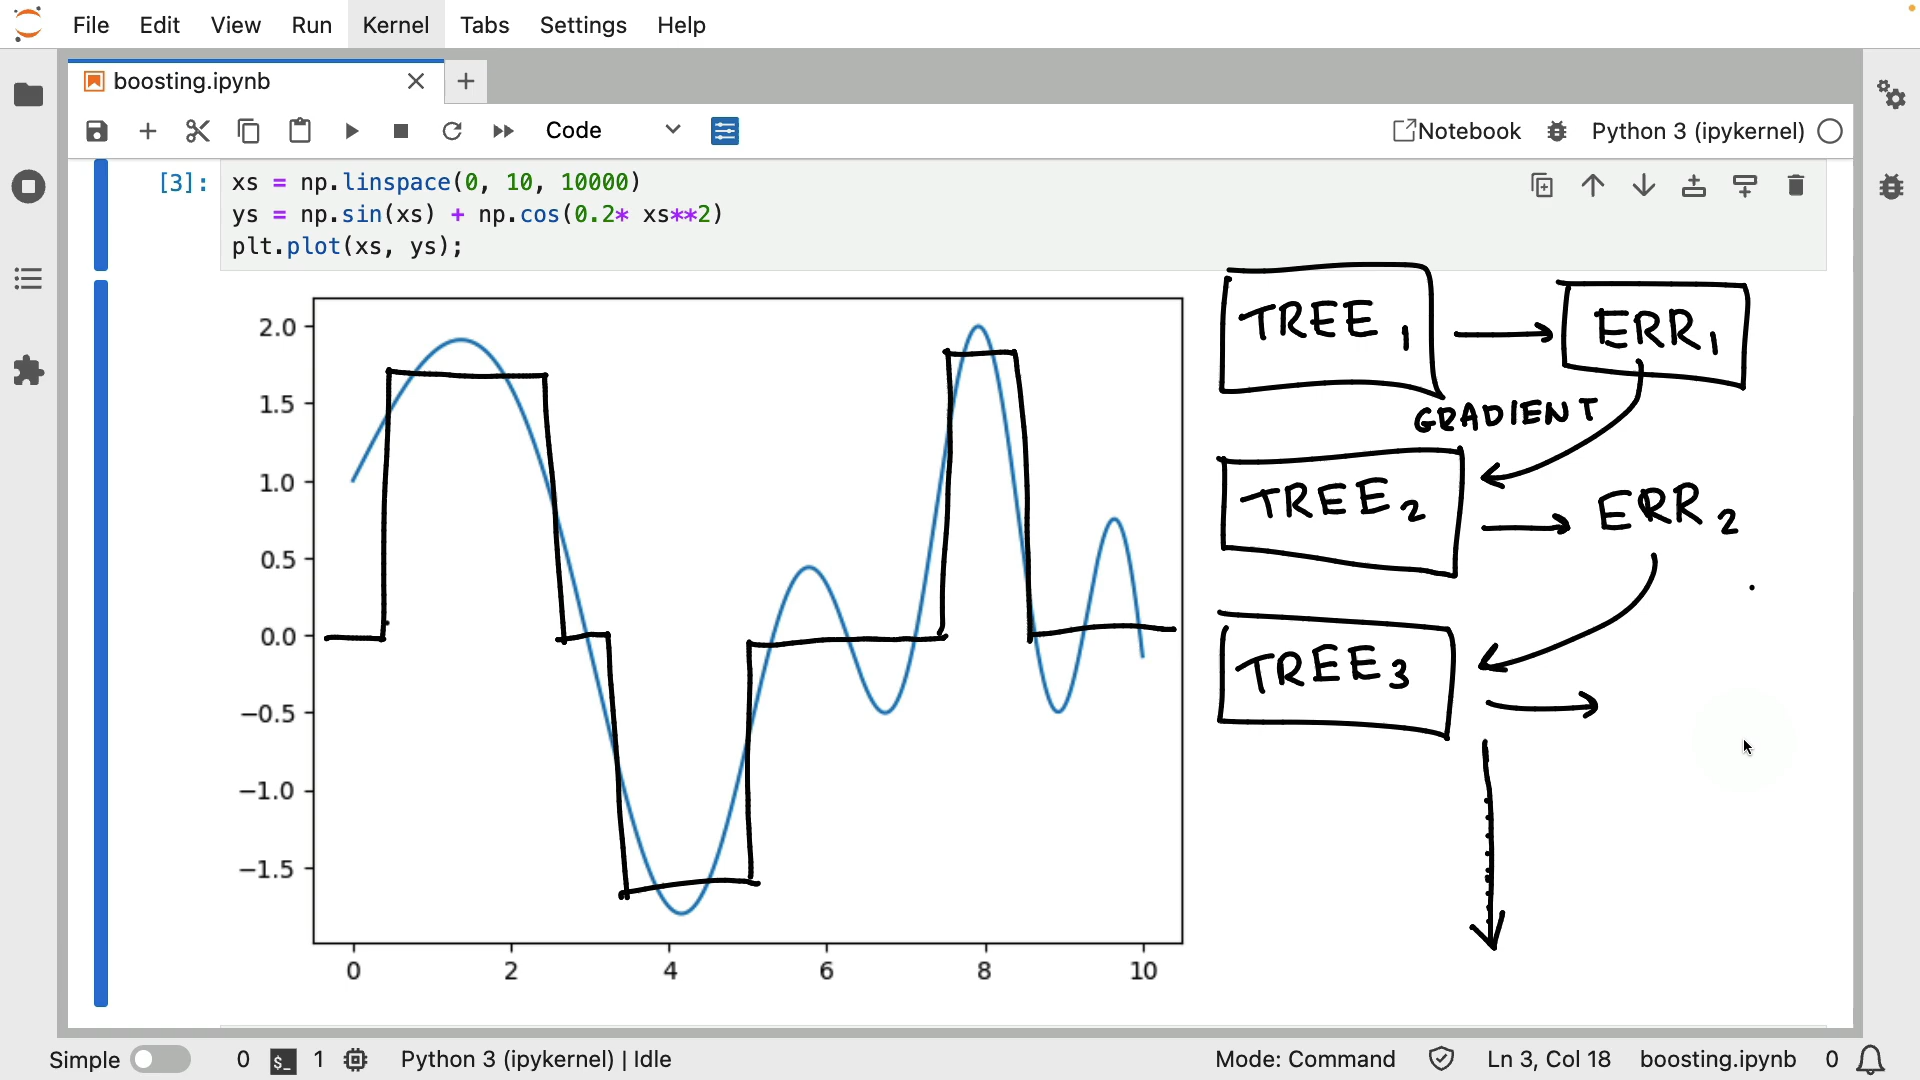 File Edit View Run Kernel Tabs Settings Help
boosting.ipynb
Code
Notebook
Python 3 (ipykernel)
[3]:
xs = np.linspace(0, 10, 10000)
ys = np.sin(xs) + np.cos(0.2* xs**2)
plt.plot(xs, ys);
2.0
1.5
1.0
0.5
0.0
−0.5
−1.0
−1.5
0 2 4 6 8 10
TREE 1
ERR 1
GRADIENT
TREE 2
ERR 2
TREE 3
Simple 0 $_ 1 Python 3 (ipykernel) | Idle Mode: Command Ln 3, Col 18 boosting.ipynb 0